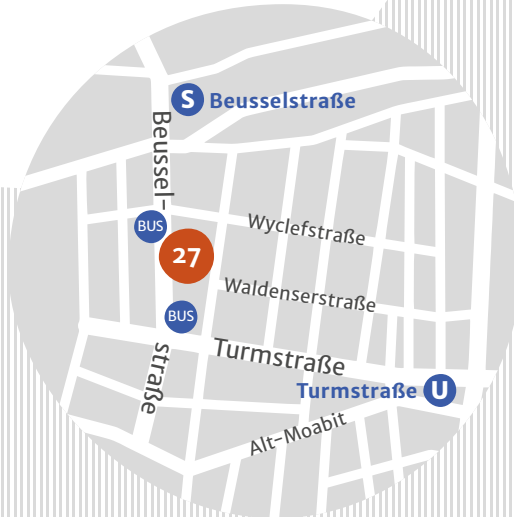 S Beusselstraße
Beussel-
BUS
Wyclefstraße
27
Waldenserstraße
BUS
Turmstraße
straße
Turmstraße U
Alt-Moabit